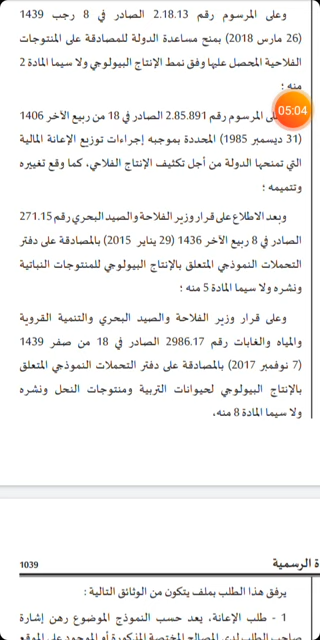 وعلى المرسوم رقم 2.18.13 الصادر في 8 رجب 1439
(26 مارس 2018) بمنح مساعدة الدولة للمصادقة على المنتوجات
الفلاحية المحصل عليها وفق نمط الإنتاج البيولوجي ولا سيما المادة 2
منه ؛
05:04
المرسوم رقم 2.85.891 الصادر في 18 من ربيع الآخر 1406
(31 ديسمبر 1985) المحددة بموجبه إجراءات توزيع الإعانة المالية
التي تمنحها الدولة من أجل تكثيف الإنتاج الفلاحي، كما وقع تغييره
وتتميمه ؛
وبعد الاطلاع على قرار وزير الفلاحة والصيد البحري رقم 271.15
الصادر في 8 ربيع الآخر 1436 (29 يناير 2015) بالمصادقة على دفتر
التحملات النموذجي المتعلق بالإنتاج البيولوجي للمنتوجات النباتية
ونشره ولا سيما المادة 5 منه ؛
وعلى قرار وزير الفلاحة والصيد البحري والتنمية القروية
والمياه والغابات رقم 2986.17 الصادر في 18 من صفر 1439
(7 نوفمبر 2017) بالمصادقة على دفتر التحملات النموذجي المتعلق
بالإنتاج البيولوجي لحيوانات التربية ومنتوجات النحل ونشره
ولا سيما المادة 8 منه،
ة الرسمية
1039
يرفق هذا الطلب بملف يتكون من الوثائق التالية :
1 - طلب الإعانة، يعد حسب النموذج الموضوع رهن إشارة